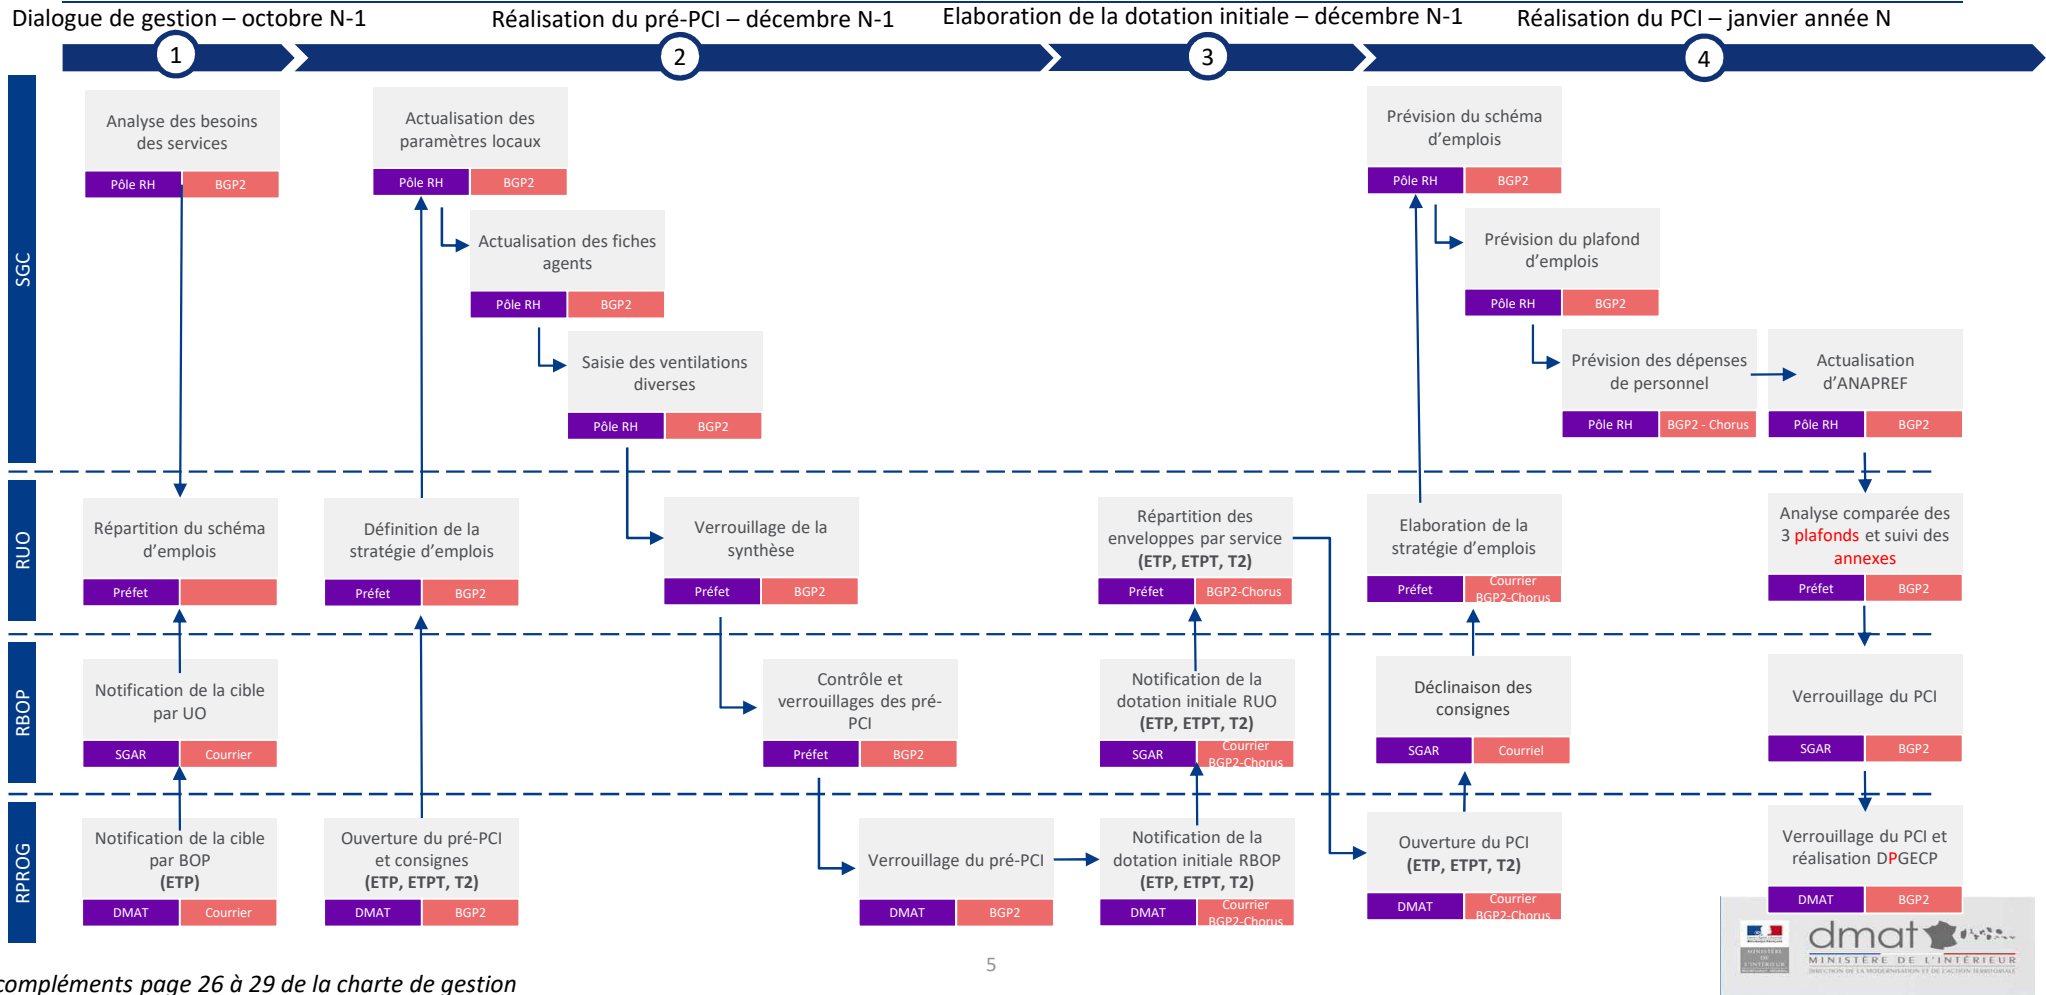 Dialogue de gestion – octobre N-1
Réalisation du pré-PCI – décembre N-1
Elaboration de la dotation initiale – décembre N-1
Réalisation du PCI – janvier année N
1
2
3
4
SGC
Analyse des besoins
des services
Pôle RH
BGP2
Actualisation des
paramètres locaux
Pôle RH
BGP2
Actualisation des fiches
agents
Pôle RH
BGP2
Saisie des ventilations
diverses
Pôle RH
BGP2
Prévision du schéma
d'emplois
Pôle RH
BGP2
Prévision du plafond
d'emplois
Pôle RH
BGP2
Prévision des dépenses
de personnel
Pôle RH
BGP2 - Chorus
Actualisation
d'ANAPREF
Pôle RH
BGP2
RUO
Répartition du schéma
d'emplois
Préfet
Définition de la
stratégie d'emplois
Préfet
BGP2
Verrouillage de la
synthèse
Préfet
BGP2
Répartition des
enveloppes par service
(ETP, ETPT, T2)
Préfet
BGP2-Chorus
Elaboration de la
stratégie d'emplois
Préfet
Courrier
BGP2-Chorus
Analyse comparée des
3 plafonds et suivi des
annexes
Préfet
BGP2
RBOP
Notification de la cible
par UO
SGAR
Courrier
Contrôle et
verrouillages des pré-
PCI
Préfet
BGP2
Notification de la
dotation initiale RUO
(ETP, ETPT, T2)
SGAR
Courrier
BGP2-Chorus
Déclinaison des
consignes
SGAR
Courriel
Verrouillage du PCI
SGAR
BGP2
RPROG
Notification de la cible
par BOP
(ETP)
DMAT
Courrier
Ouverture du pré-PCI
et consignes
(ETP, ETPT, T2)
DMAT
BGP2
Verrouillage du pré-PCI
DMAT
BGP2
Notification de la
dotation initiale RBOP
(ETP, ETPT, T2)
DMAT
Courrier
BGP2-Chorus
Ouverture du PCI
(ETP, ETPT, T2)
DMAT
Courrier
BGP2-Chorus
Verrouillage du PCI et
réalisation DPGECP
DMAT
BGP2
MINISTÈRE
DE
L'INTÉRIEUR
dmat
MINISTÈRE DE L'INTÉRIEUR
DIRECTION DE LA MODERNISATION ET DE L'ACTION TERRITORIALE
5
compléments page 26 à 29 de la charte de gestion